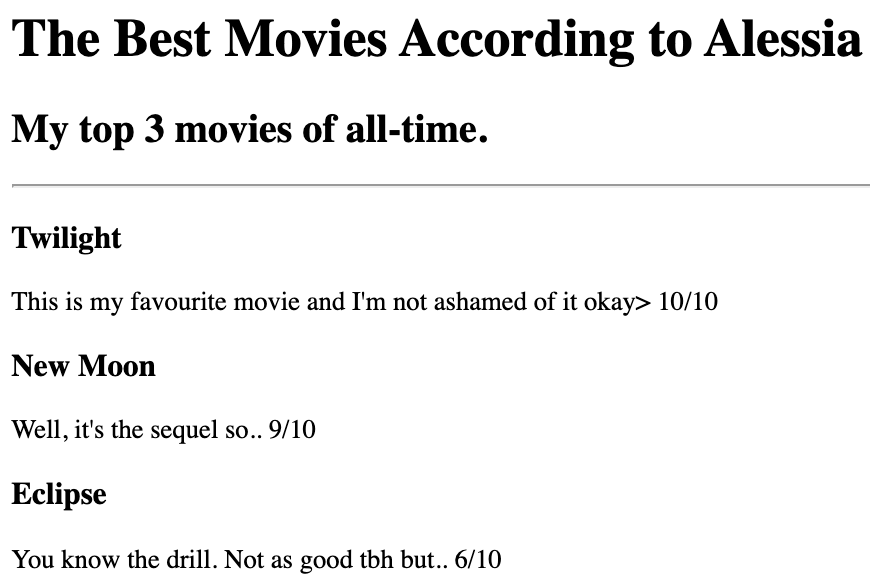 The Best Movies According to Alessia
My top 3 movies of all-time.
Twilight
This is my favourite movie and I'm not ashamed of it okay> 10/10
New Moon
Well, it's the sequel so.. 9/10
Eclipse
You know the drill. Not as good tbh but.. 6/10